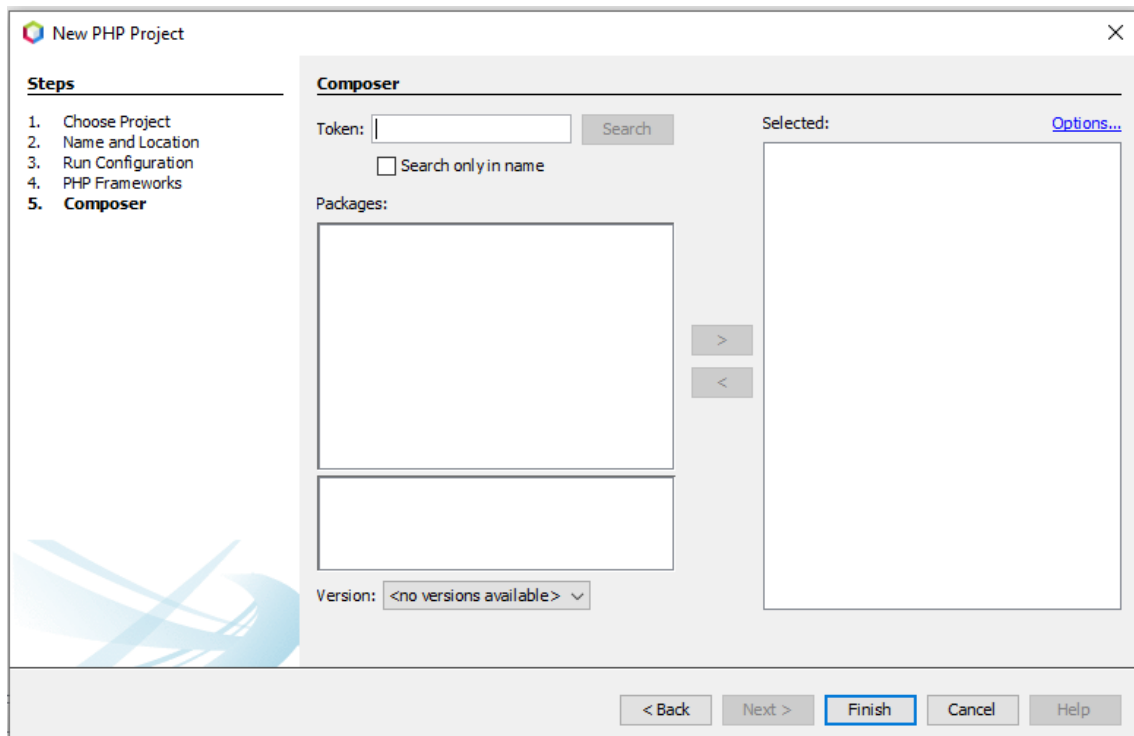 New PHP Project
Steps
1. Choose Project
2. Name and Location
3. Run Configuration
4. PHP Frameworks
5. Composer
Composer
Token: Search
Search only in name
Packages:
Version: <no versions available>
Selected: Options...
> 
<
< Back Next > Finish Cancel Help